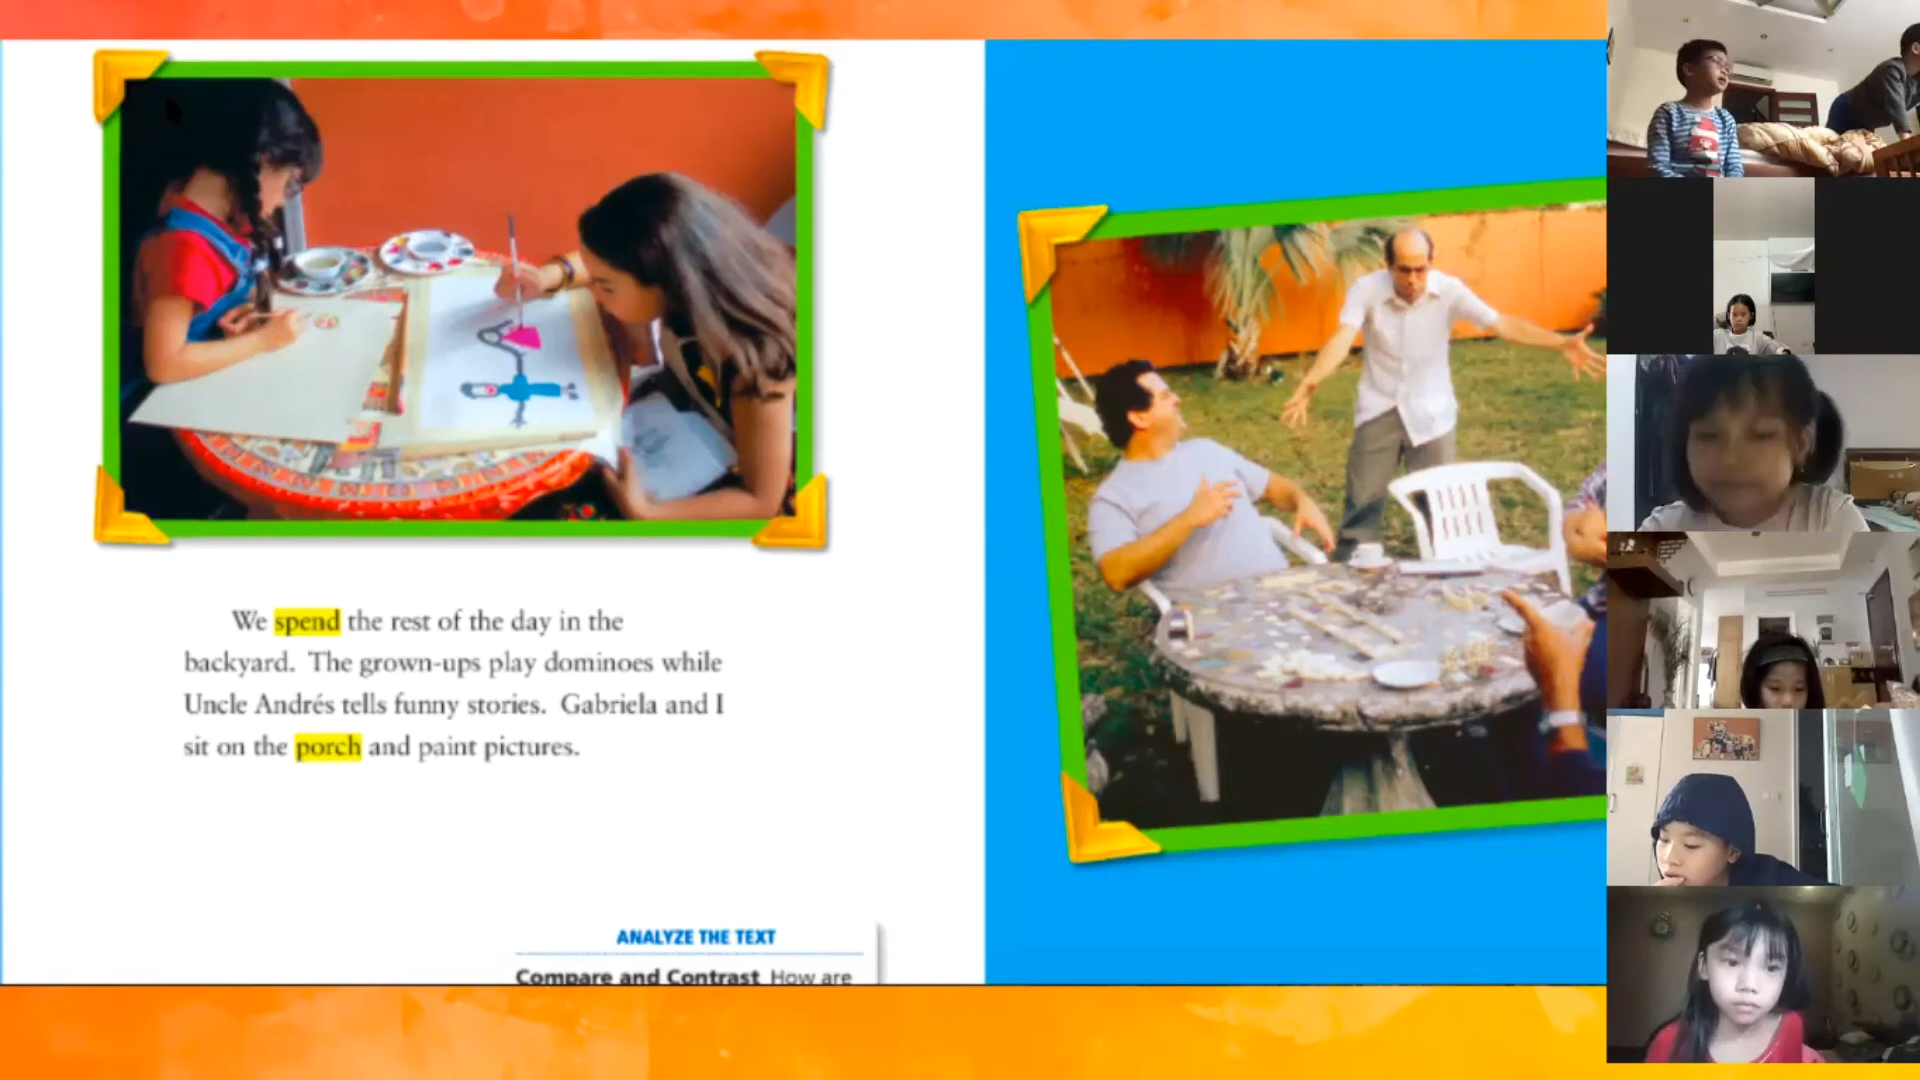 We spend the rest of the day in the
backyard. The grown-ups play dominoes while
Uncle Andrés tells funny stories. Gabriela and I
sit on the porch and paint pictures.
ANALYZE THE TEXT
Compare and Contrast How are